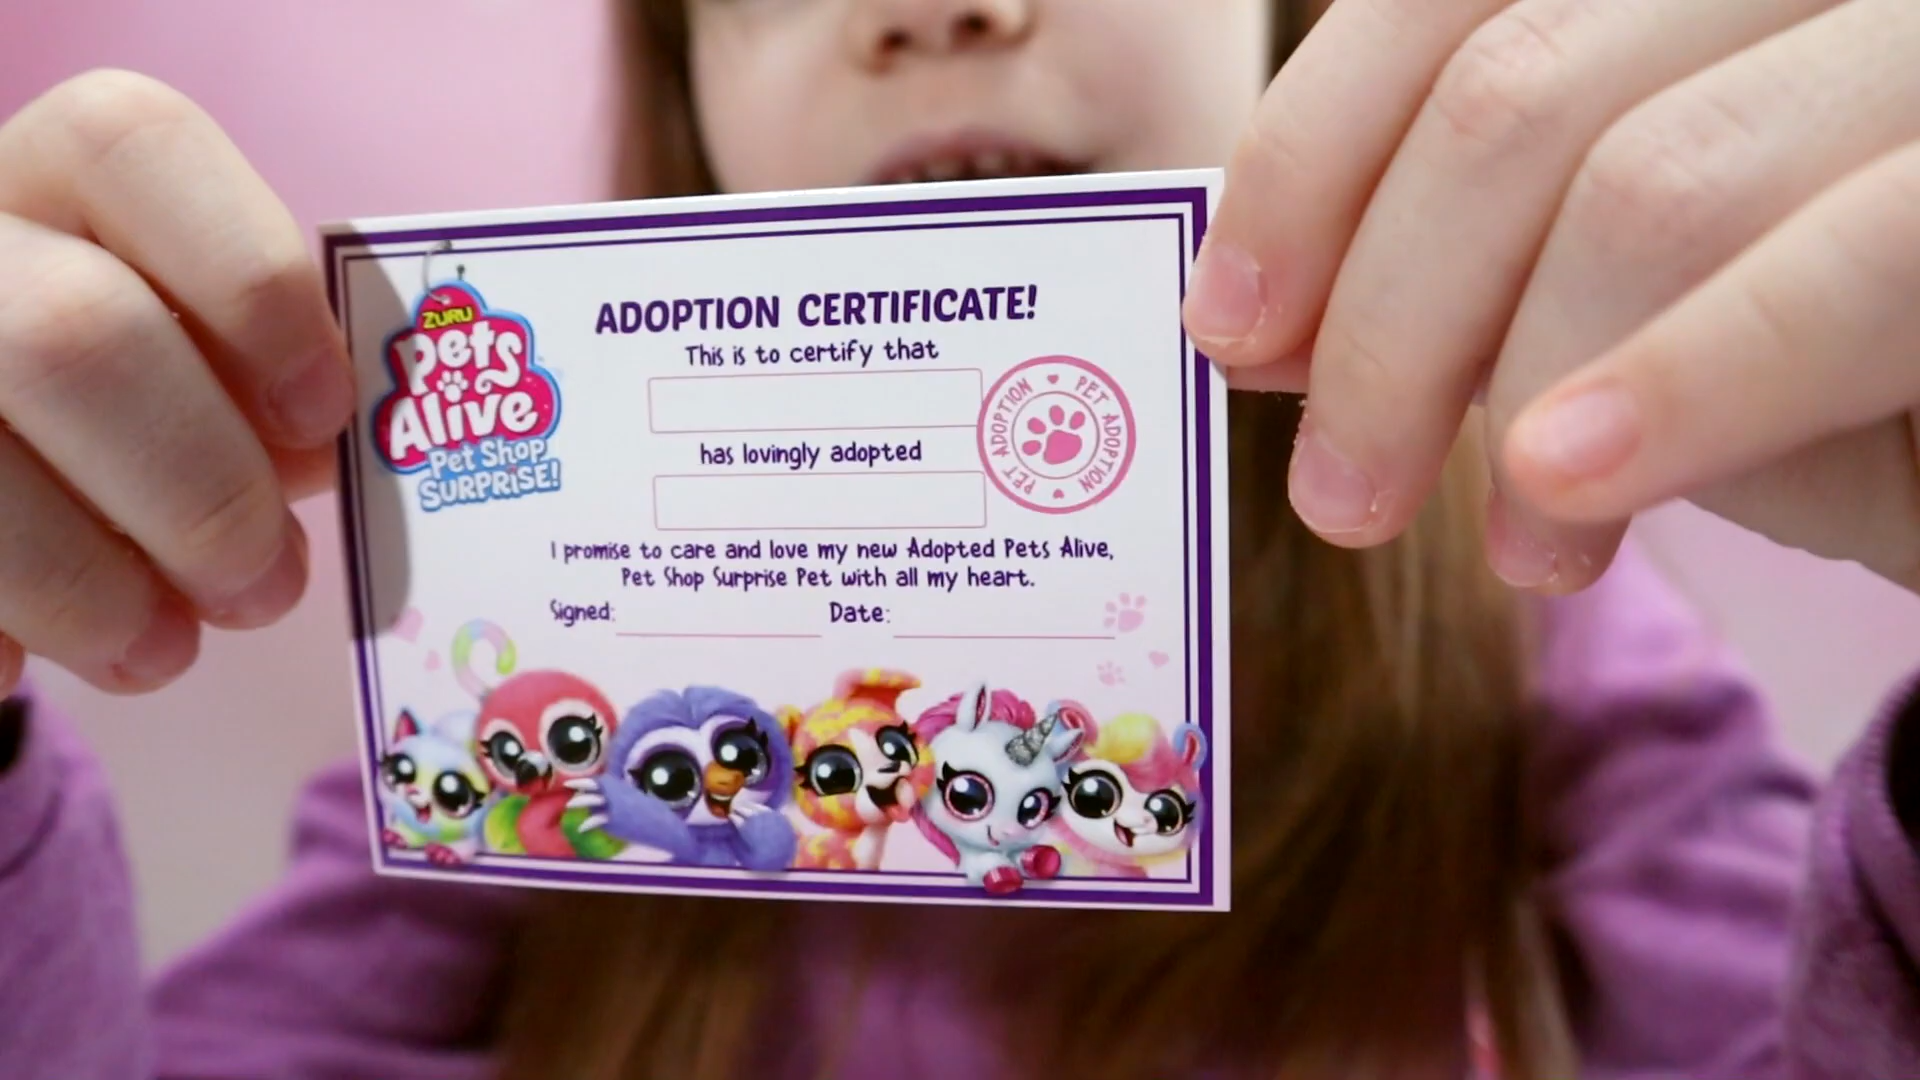 ZURU
Pets
Alive
Pet Shop
SURPRISE!
ADOPTION CERTIFICATE!
This is to certify that
has lovingly adopted
PET ADOPTION
PET ADOPTION
I promise to care and love my new Adopted Pets Alive,
Pet Shop Surprise Pet with all my heart.
Signed: Date: